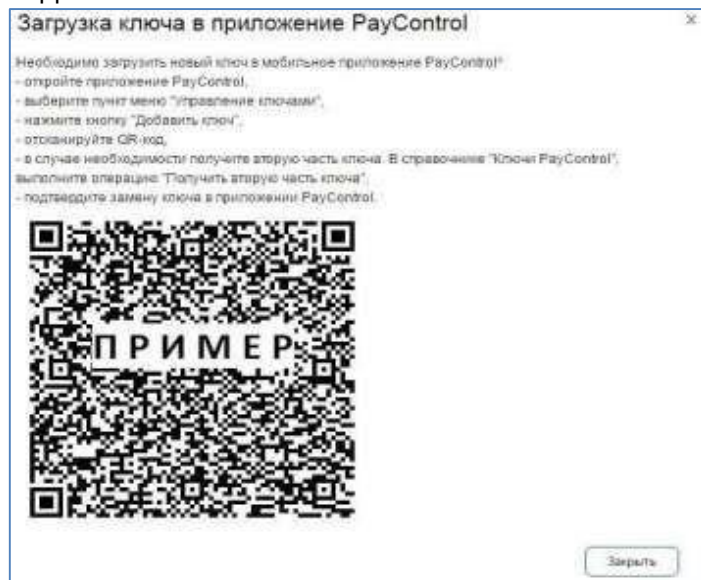 Загрузка ключа в приложение PayControl
×
Необходимо загрузить новый ключ в мобильное приложение PayControl*
- откройте приложение PayControl,
- выберите пункт меню "Управление ключами",
- нажмите кнопку "Добавить ключ",
- отсканируйте QR-код,
- в случае необходимости получите вторую часть ключа. В справочнике "Ключи PayControl",
выполните операцию "Получить вторую часть ключа",
- подтвердите замену ключа в приложении PayControl.
ПРИМЕР
Закрыть